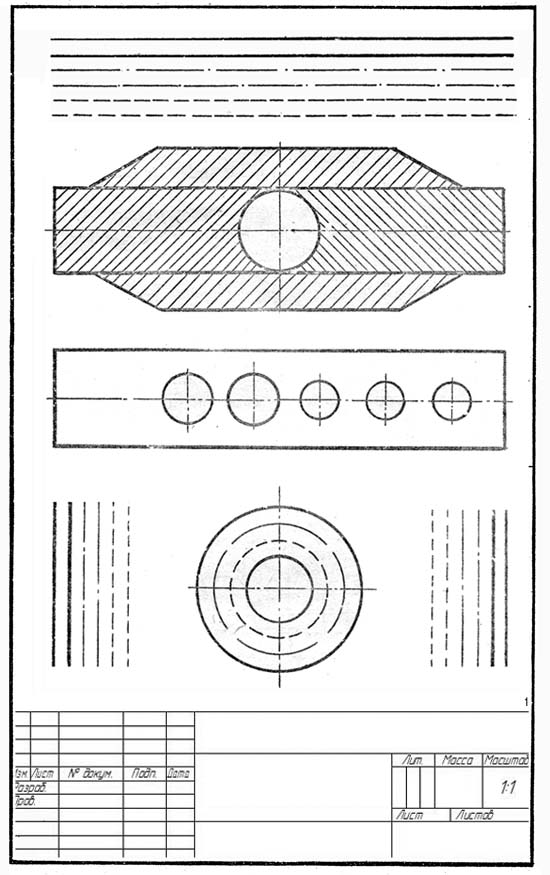 1
Лит. Масса Масштаб
Изм. Лист № докум. Подп. Дата
Разраб.
1:1
Пров.
Лист Листов